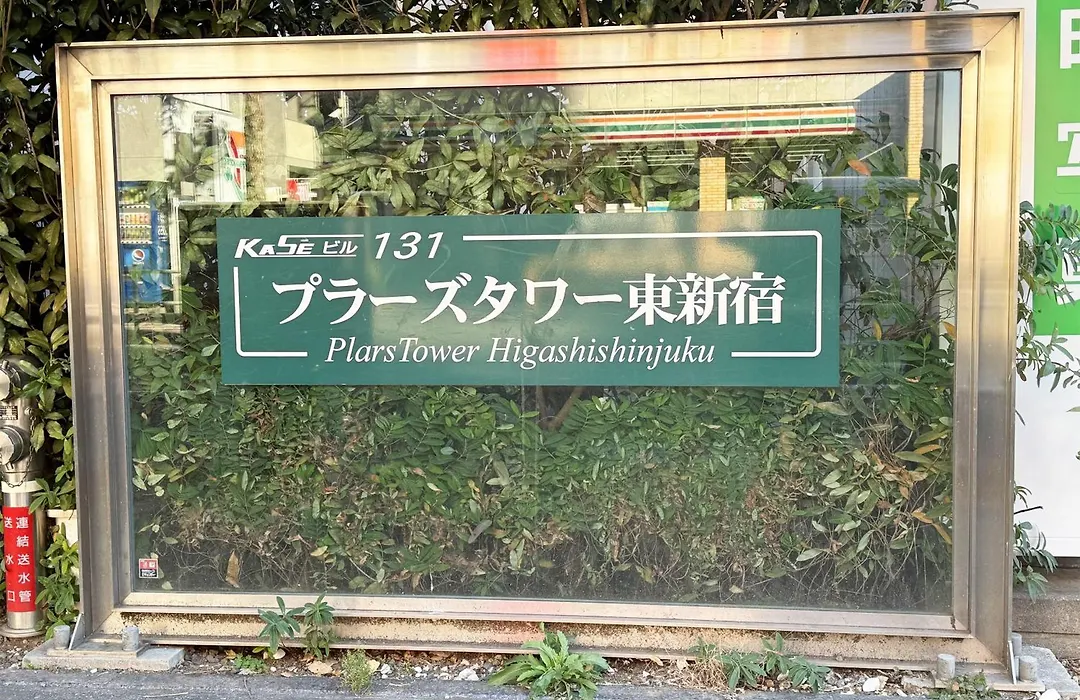 KASE ビル 131
プラーズタワー東新宿
PlarsTower Higashishinjuku
連結送水管
送水口